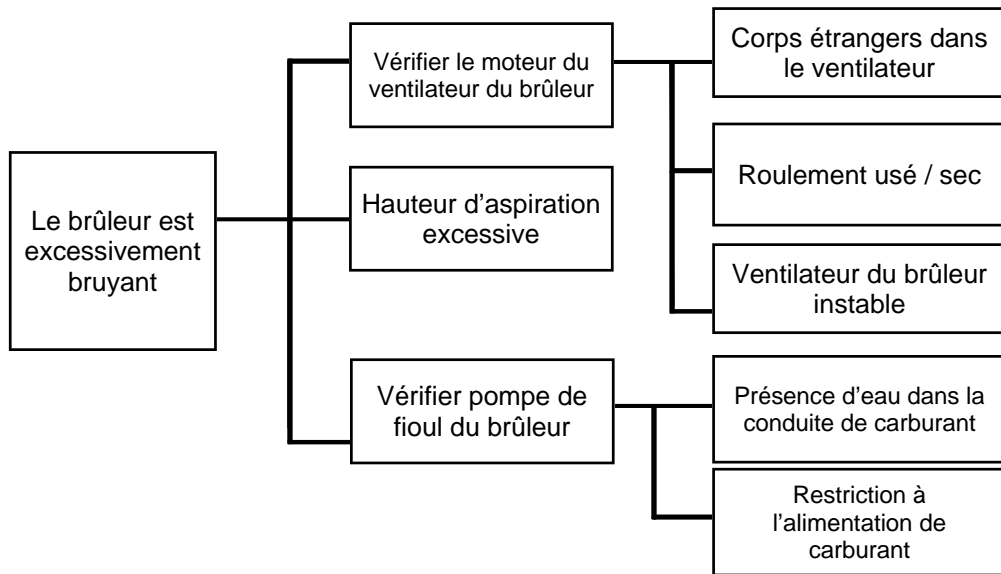 Le brûleur est
excessivement
bruyant
Vérifier le moteur du
ventilateur du brûleur
Hauteur d'aspiration
excessive
Vérifier pompe de
fioul du brûleur
Corps étrangers dans
le ventilateur
Roulement usé / sec
Ventilateur du brûleur
instable
Présence d'eau dans la
conduite de carburant
Restriction à
l'alimentation de
carburant